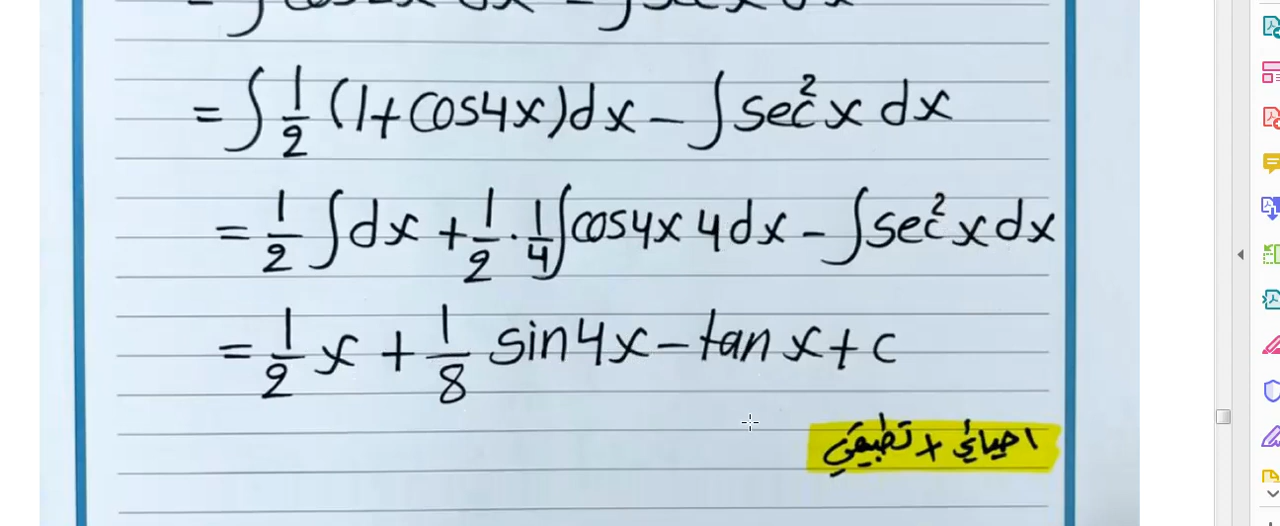 = ∫ 1/2 (1+cos4x)dx − ∫ sec²x dx
= 1/2 ∫dx + 1/2 · 1/4 ∫cos4x 4dx − ∫sec²x dx
= 1/2 x + 1/8 sin4x − tan x + c
احيائي + تطبيقي